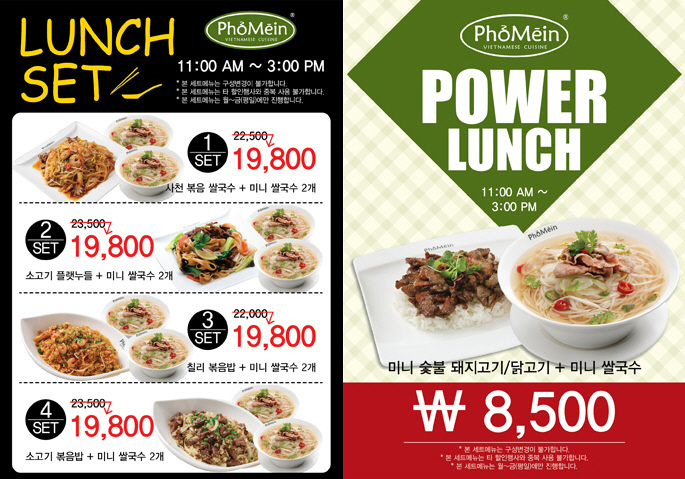 LUNCH
SET
PhỏMēin®
VIETNAMESE CUISINE
11:00 AM ~ 3:00 PM
* 본 세트메뉴는 구성변경이 불가합니다.
* 본 세트메뉴는 타 할인행사와 중복 사용 불가합니다.
* 본 세트메뉴는 월~금(평일)에만 진행합니다.
1
SET
22,500
19,800
사천 볶음 쌀국수 + 미니 쌀국수 2개
2
SET
23,500
19,800
소고기 플랫누들 + 미니 쌀국수 2개
3
SET
22,000
19,800
칠리 볶음밥 + 미니 쌀국수 2개
4
SET
23,500
19,800
소고기 볶음밥 + 미니 쌀국수 2개
PhỏMēin®
VIETNAMESE CUISINE
POWER
LUNCH
11:00 AM ~
3:00 PM
PhỏMēin
PhỏMēin
미니 숯불 돼지고기/닭고기 + 미니 쌀국수
₩ 8,500
* 본 세트메뉴는 구성변경이 불가합니다.
* 본 세트메뉴는 타 할인행사와 중복 사용 불가합니다.
* 본 세트메뉴는 월~금(평일)에만 진행합니다.